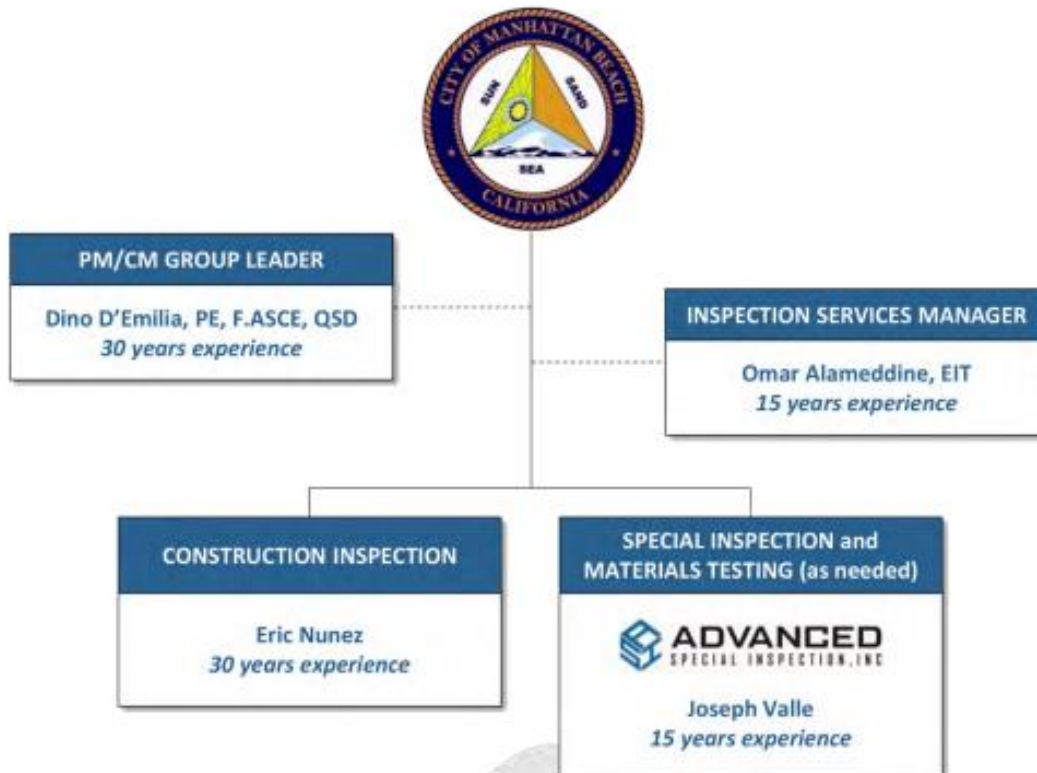 CITY OF MANHATTAN BEACH
SUN
SAND
SEA
CALIFORNIA
PM/CM GROUP LEADER
Dino D’Emilia, PE, F.ASCE, QSD
30 years experience
INSPECTION SERVICES MANAGER
Omar Alameddine, EIT
15 years experience
CONSTRUCTION INSPECTION
Eric Nunez
30 years experience
SPECIAL INSPECTION and
MATERIALS TESTING (as needed)
ADVANCED
SPECIAL INSPECTION, INC
Joseph Valle
15 years experience